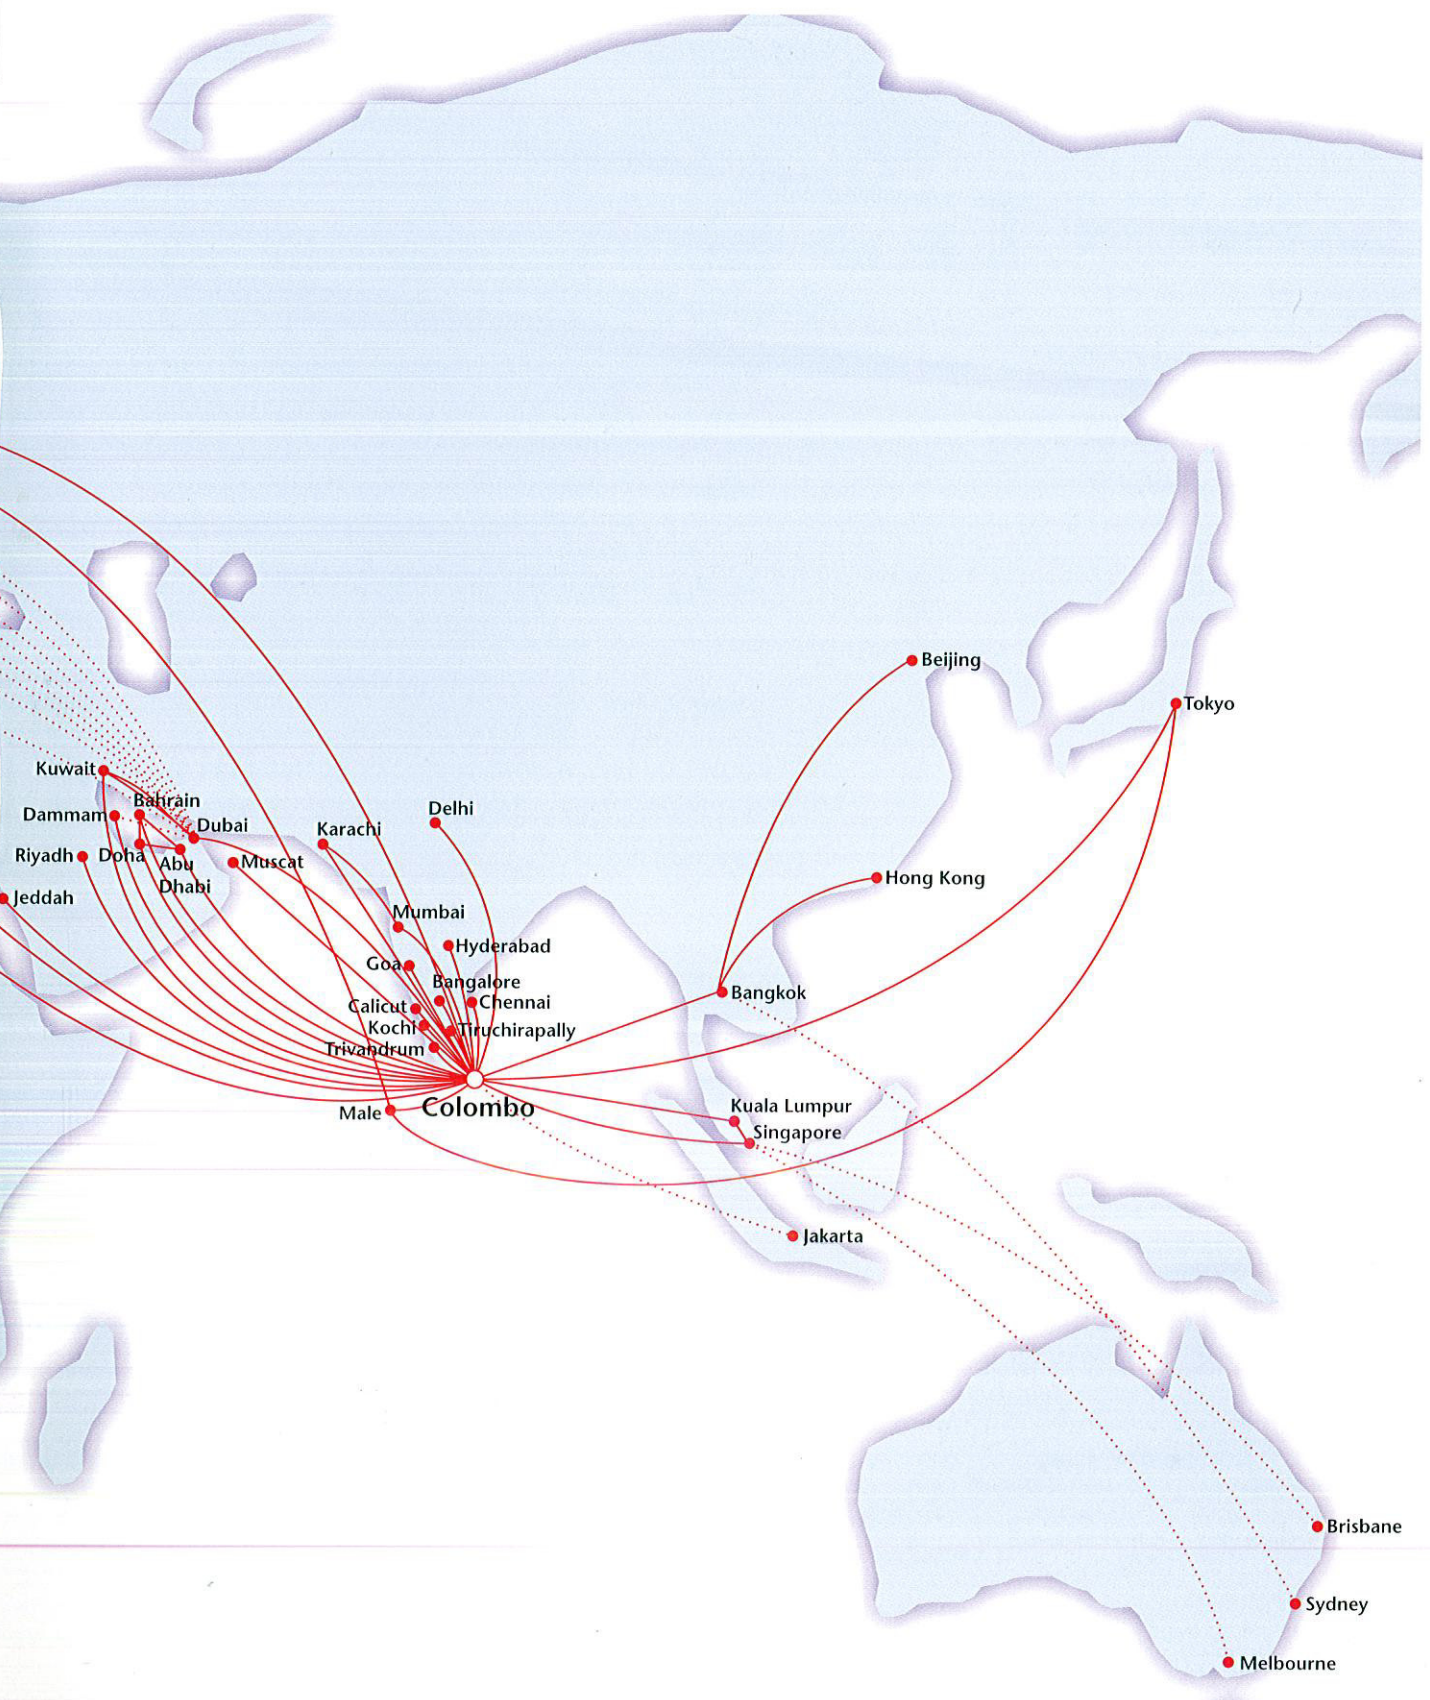 Beijing
Tokyo
Kuwait
Bahrain
Dammam
Delhi
Dubai
Karachi
Riyadh
Doha
Abu
Dhabi
Muscat
Hong Kong
Jeddah
Mumbai
Hyderabad
Goa
Bangalore
Bangkok
Calicut
Chennai
Kochi
Tiruchirapally
Trivandrum
Male
Colombo
Kuala Lumpur
Singapore
Jakarta
Brisbane
Sydney
Melbourne